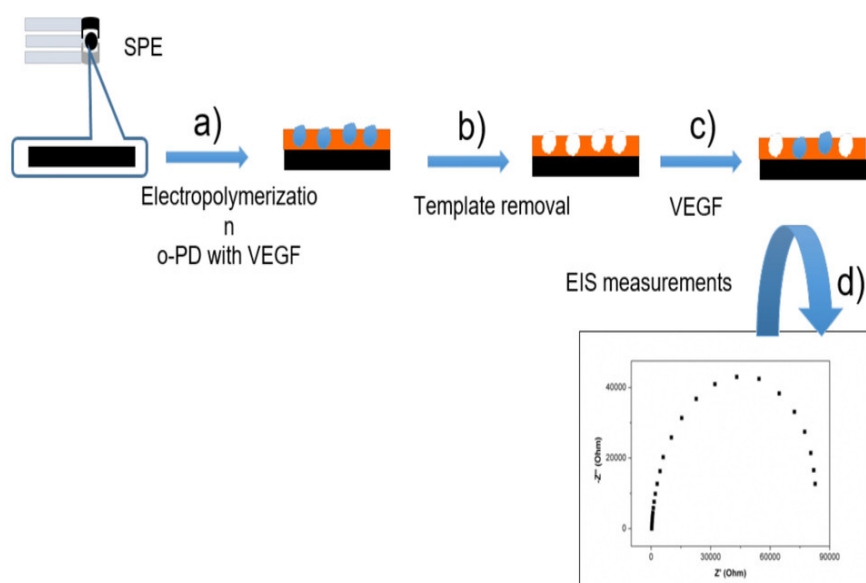 SPE
a)
Electropolymerizatio
n
o-PD with VEGF
b)
Template removal
c)
VEGF
EIS measurements
d)
-Z'' (Ohm)
40000
20000
0
0
30000
60000
90000
Z' (Ohm)